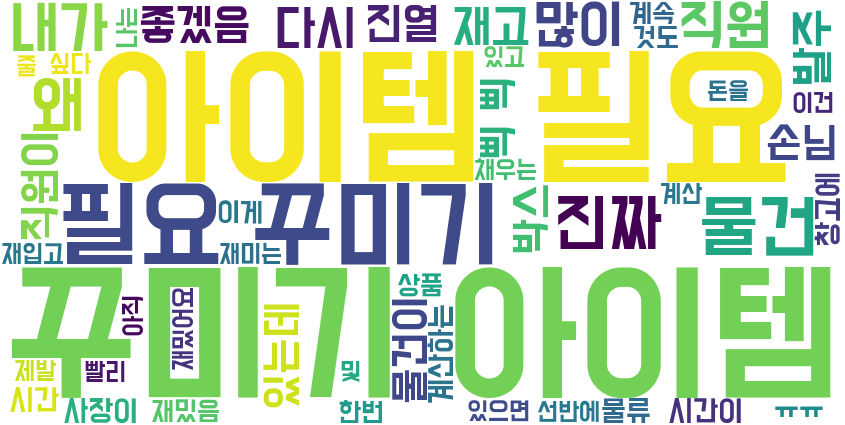 내가 나는 좋겠음 다시 진열 재고 많이 계속 직원 발주
줄 싶다 있고 것도
왜 아이템 필요 삑 삑 돈을 이건
직원이 채우는 손님
필요 이게 꾸미기 박스 진짜 계산 물건 창고에
재입고 재미는
꾸미기 아이템
아직 재밌어요 있는데 상품 물건이 계산하는
제발 빨리 및
시간 사장이 재밌음 한번 있으면 선반에 물류 시간이 ㅠㅠ